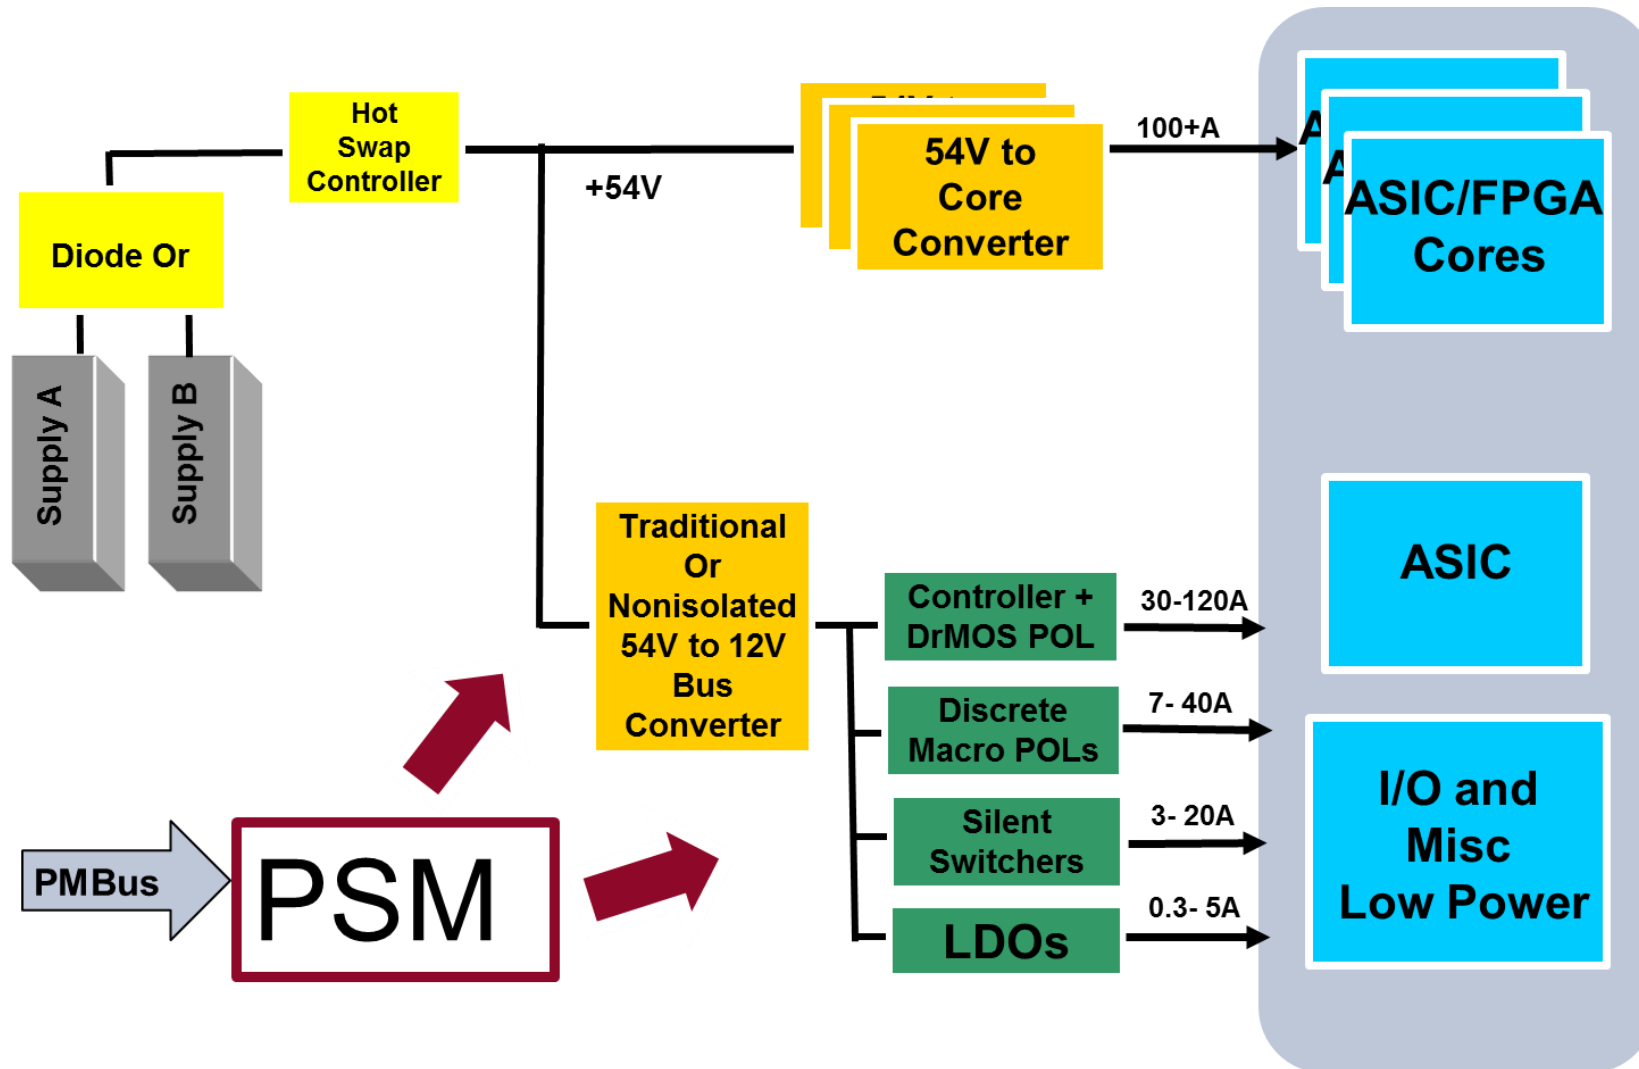 Hot
Swap
Controller
Diode Or
Supply A
Supply B
+54V
54V to
Core
Converter
100+A
ASIC/FPGA
Cores
Traditional
Or
Nonisolated
54V to 12V
Bus
Converter
Controller +
DrMOS POL
30-120A
Discrete
Macro POLs
7- 40A
Silent
Switchers
3- 20A
LDOs
0.3- 5A
ASIC
I/O and
Misc
Low Power
PMBus
PSM